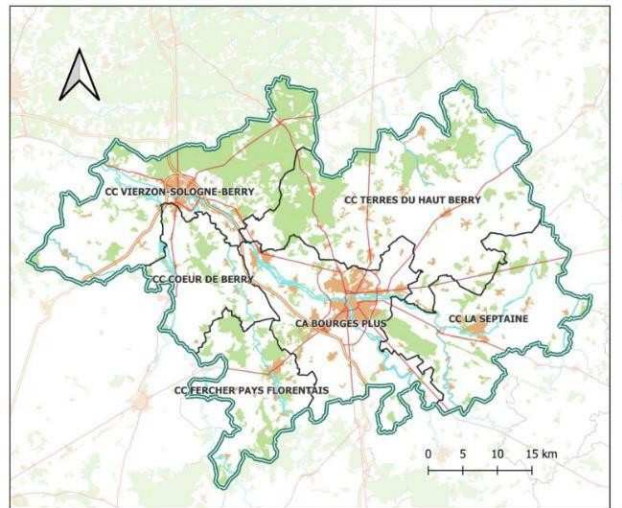 CC VIERZON-SOLOGNE-BERRY
CC TERRES DU HAUT BERRY
CC COEUR DE BERRY
CA BOURGES PLUS
CC LA SEPTAINE
CC FERCHER PAYS FLORENTAIS
0 5 10 15 km